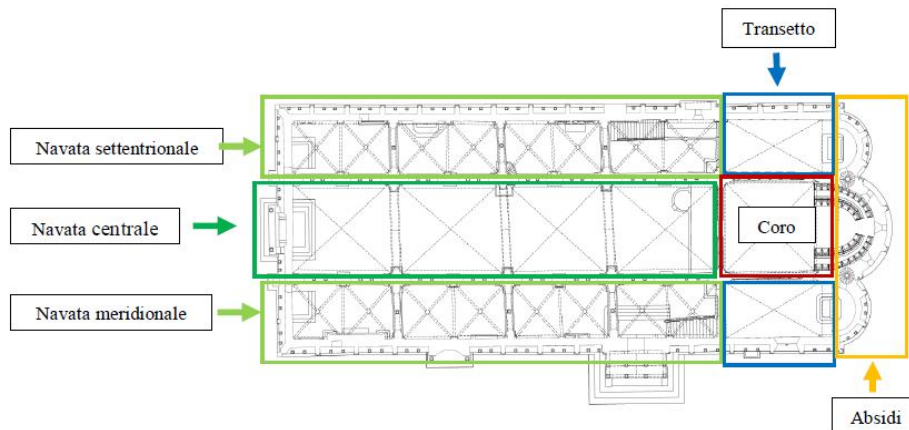 Transetto
Navata settentrionale
Navata centrale
Coro
Navata meridionale
Absidi